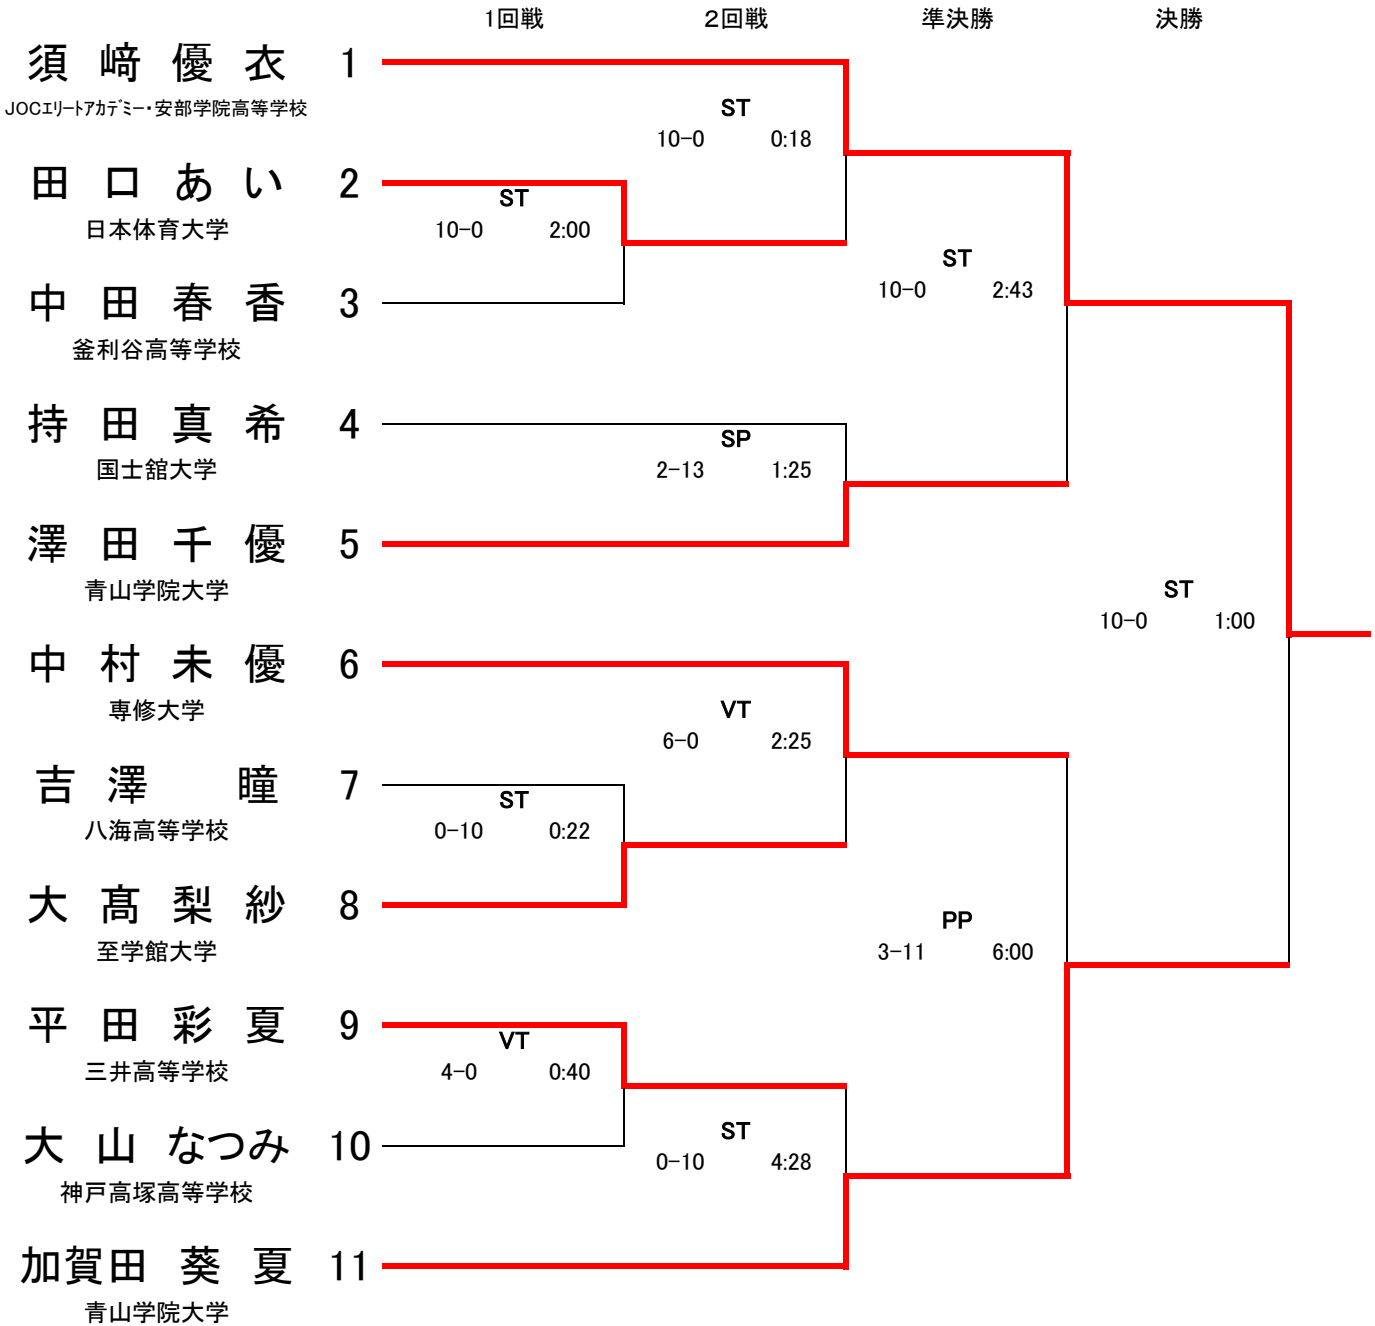 1回戦 2回戦 準決勝 決勝
須﨑優衣 1
JOCエリートアカデミー・安部学院高等学校
ST
10-0 0:18
田口あい 2
日本体育大学
ST
10-0 2:00
中田春香 3
釜利谷高等学校
ST
10-0 2:43
持田真希 4
国士舘大学
SP
2-13 1:25
澤田千優 5
青山学院大学
ST
10-0 1:00
中村未優 6
専修大学
VT
6-0 2:25
吉澤 瞳 7
八海高等学校
ST
0-10 0:22
大髙梨紗 8
至学館大学
PP
3-11 6:00
平田彩夏 9
三井高等学校
VT
4-0 0:40
大山なつみ 10
神戸高塚高等学校
ST
0-10 4:28
加賀田葵夏 11
青山学院大学